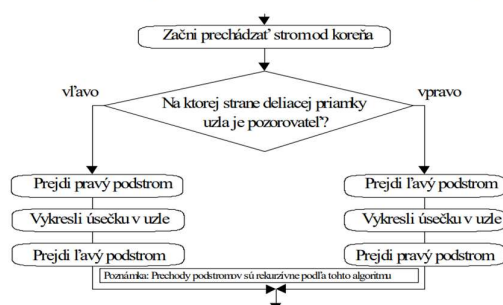 Začni prechádzať strom od koreňa
vľavo
Na ktorej strane deliacej priamky
uzla je pozorovateľ?
vpravo
Prejdi pravý podstrom
Vykresli úsečku v uzle
Prejdi ľavý podstrom
Prejdi ľavý podstrom
Vykresli úsečku v uzle
Prejdi pravý podstrom
Poznámka: Prechody podstromov sú rekurzívne podľa tohto algoritmu